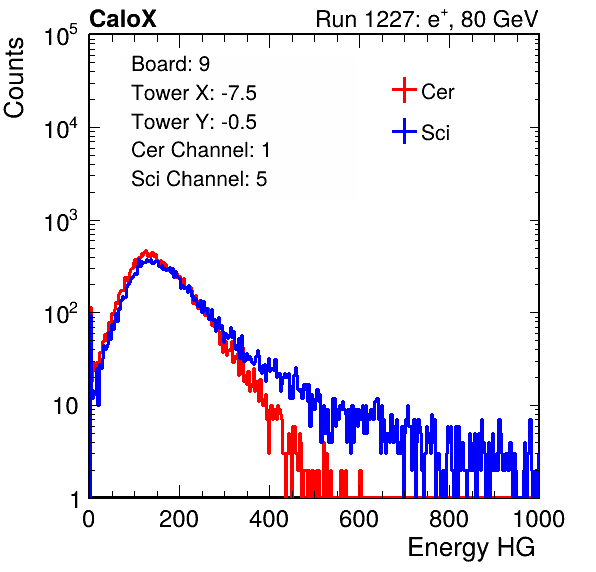 CaloX Run 1227: e⁺, 80 GeV
Counts
10⁵
10⁴
10³
10²
10
1
Board: 9
Tower X: -7.5
Tower Y: -0.5
Cer Channel: 1
Sci Channel: 5
Cer
Sci
0 200 400 600 800 1000
Energy HG